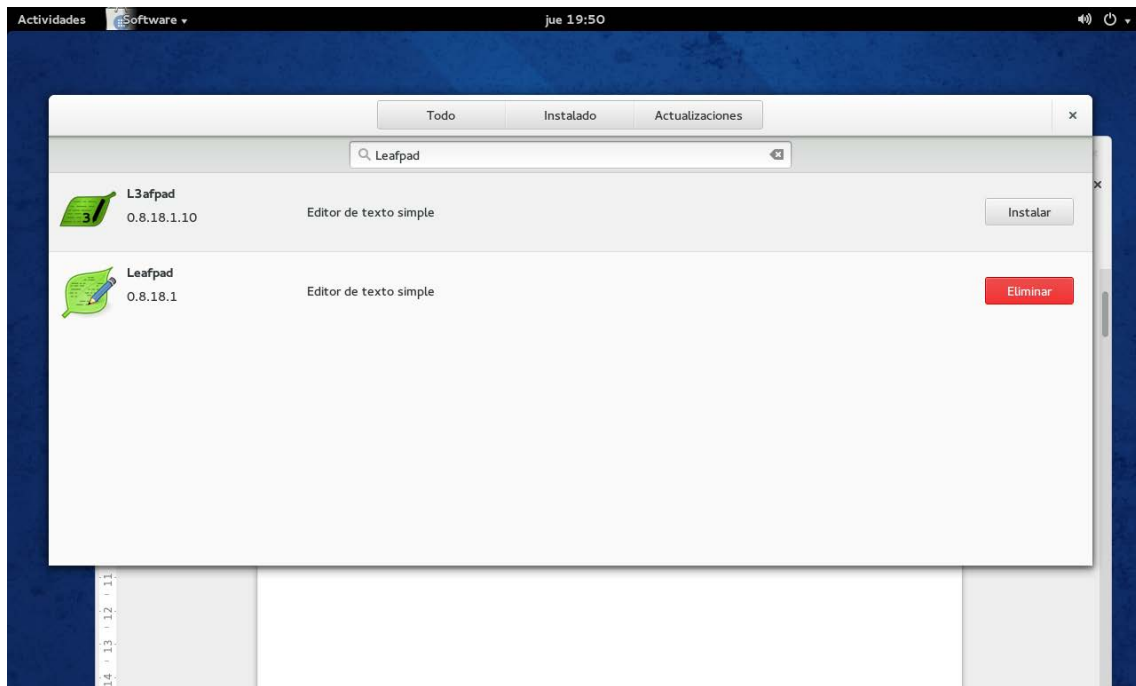 Actividades Software jue 19:50
Todo Instalado Actualizaciones
Leafpad
L3afpad
0.8.18.1.10 Editor de texto simple Instalar
Leafpad
0.8.18.1 Editor de texto simple Eliminar
11
12
13
14